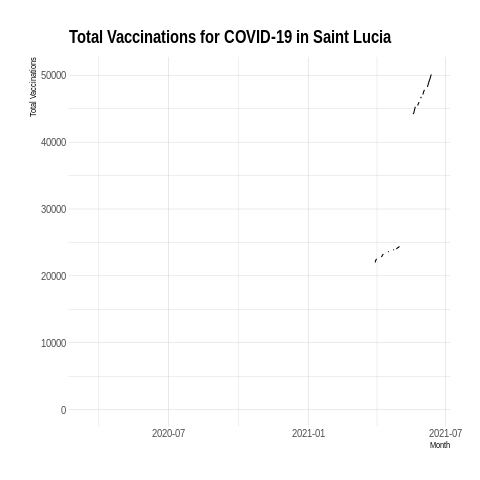 Total Vaccinations for COVID-19 in Saint Lucia
Total Vaccinations
50000
40000
30000
20000
10000
0
2020-07 2021-01 2021-07
Month